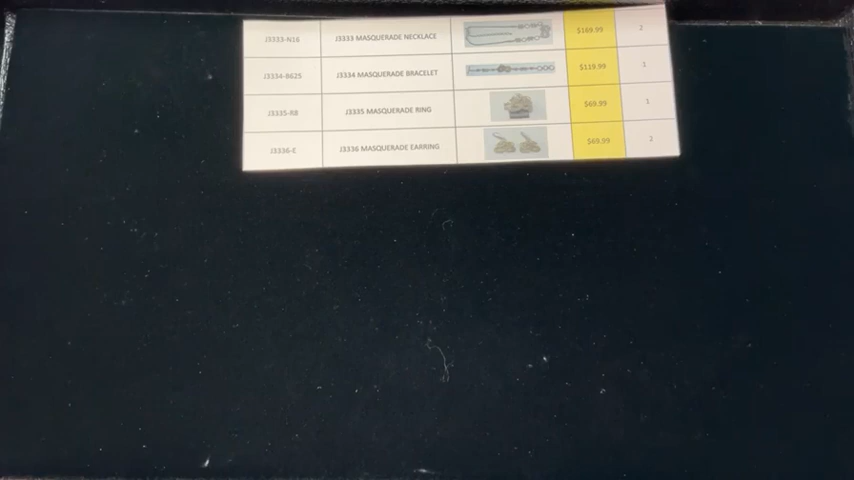 J3333-N16 J3333 MASQUERADE NECKLACE $169.99 2
J3334-B625 J3334 MASQUERADE BRACELET $119.99 1
J3335-R8 J3335 MASQUERADE RING $69.99 1
J3336-E J3336 MASQUERADE EARRING $69.99 2